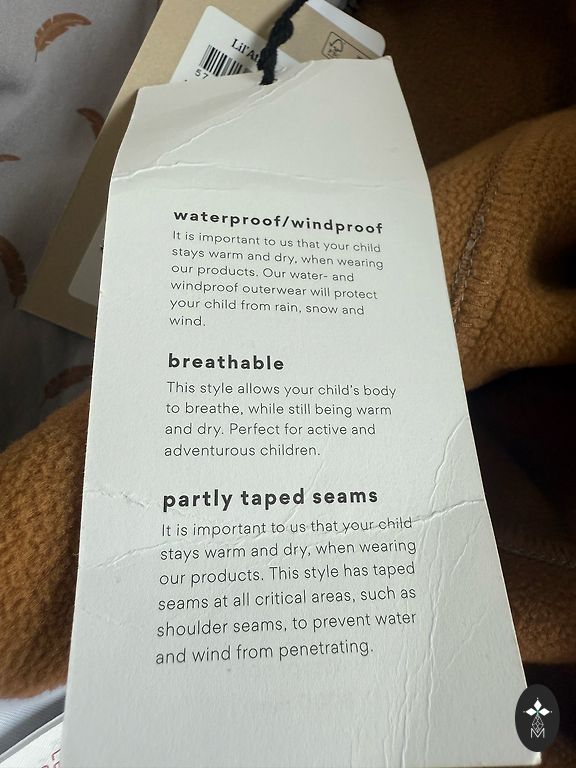 Lil'At
57
waterproof/windproof
It is important to us that your child
stays warm and dry, when wearing
our products. Our water- and
windproof outerwear will protect
your child from rain, snow and
wind.
breathable
This style allows your child's body
to breathe, while still being warm
and dry. Perfect for active and
adventurous children.
partly taped seams
It is important to us that your child
stays warm and dry, when wearing
our products. This style has taped
seams at all critical areas, such as
shoulder seams, to prevent water
and wind from penetrating.
M